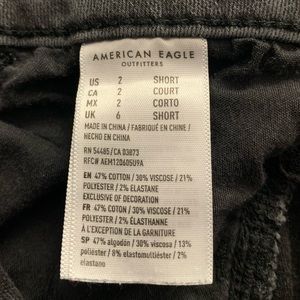 AMERICAN EAGLE
OUTFITTERS
US 2 SHORT
CA 2 COURT
MX 2 CORTO
UK 6 SHORT
MADE IN CHINA / FABRIQUÉ EN CHINE /
HECHO EN CHINA
RN 54485/CA 03873
RFC# AEM120605U9A
EN 47% COTTON / 30% VISCOSE / 21%
POLYESTER / 2% ELASTANE
EXCLUSIVE OF DECORATION
FR 47% COTON / 30% VISCOSE / 21%
POLYESTER / 2% ÉLASTHANNE
À L'EXCEPTION DE LA GARNITURE
SP 47% algodón / 30% viscosa / 13%
poliéster / 8% elastomultiéster / 2%
elastano